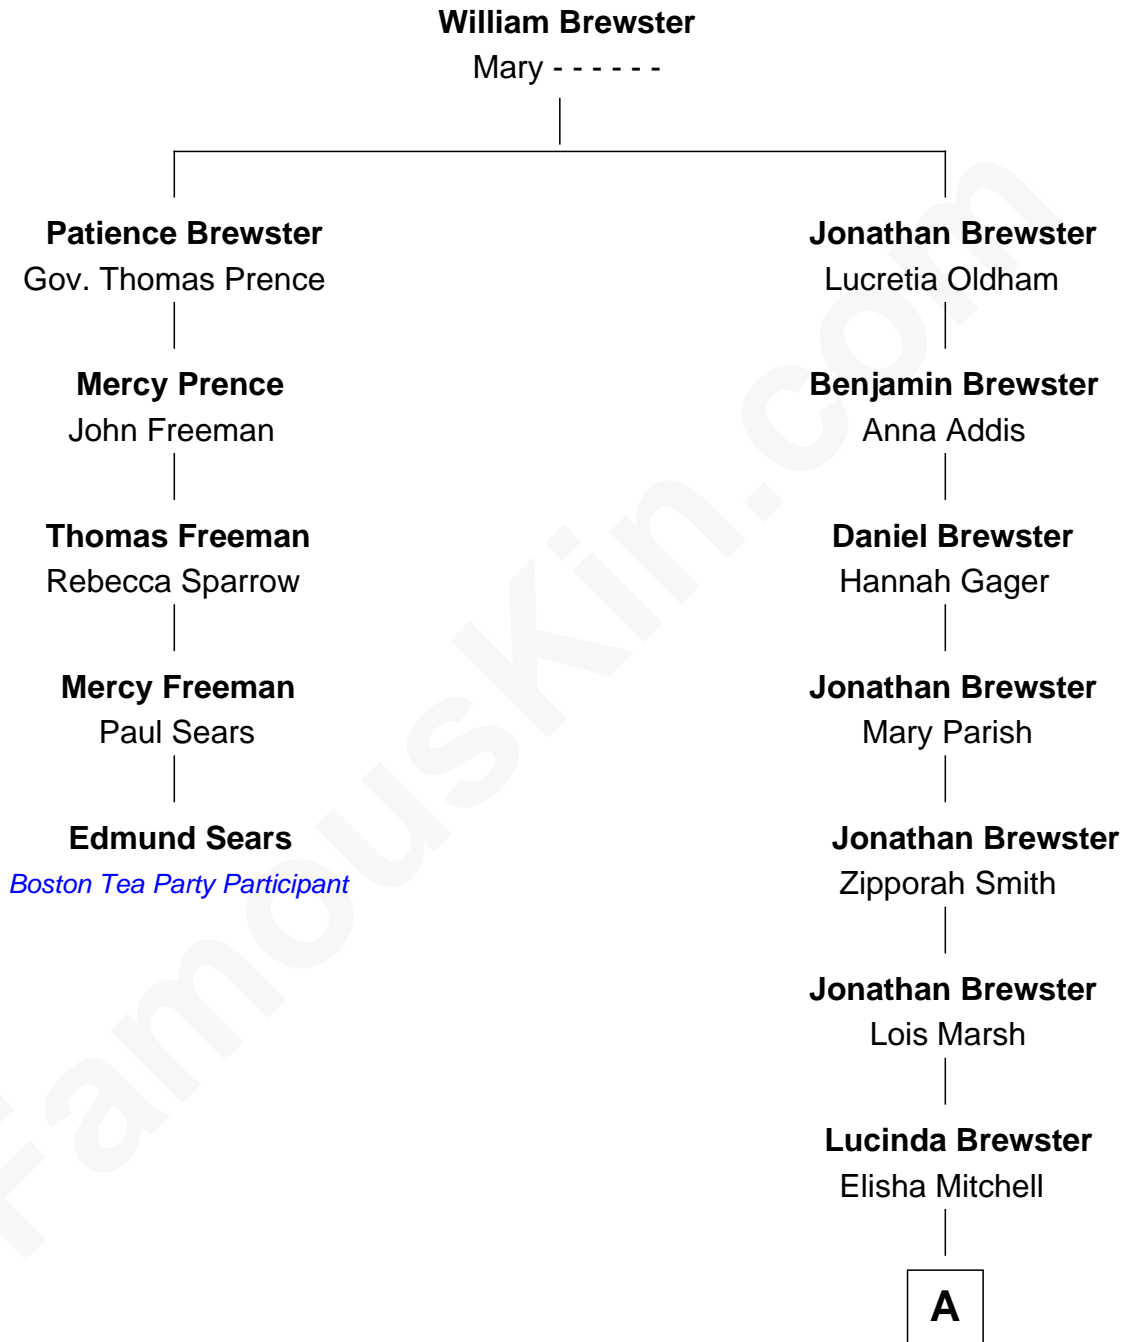 William Brewster
Mary - - - - - -
Patience Brewster
Gov. Thomas Prence
Mercy Prence
John Freeman
Thomas Freeman
Rebecca Sparrow
Mercy Freeman
Paul Sears
Edmund Sears
Boston Tea Party Participant
Jonathan Brewster
Lucretia Oldham
Benjamin Brewster
Anna Addis
Daniel Brewster
Hannah Gager
Jonathan Brewster
Mary Parish
Jonathan Brewster
Zipporah Smith
Jonathan Brewster
Lois Marsh
Lucinda Brewster
Elisha Mitchell
A
FamousKin.com